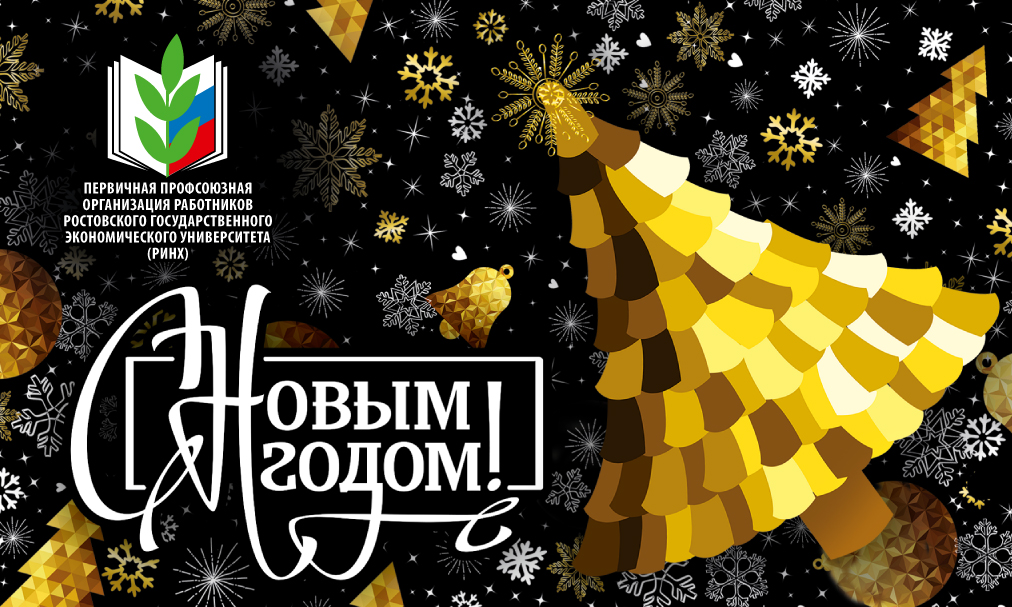 ПЕРВИЧНАЯ ПРОФСОЮЗНАЯ
ОРГАНИЗАЦИЯ РАБОТНИКОВ
РОСТОВСКОГО ГОСУДАРСТВЕННОГО
ЭКОНОМИЧЕСКОГО УНИВЕРСИТЕТА
(РИНХ)
С Новым
годом!